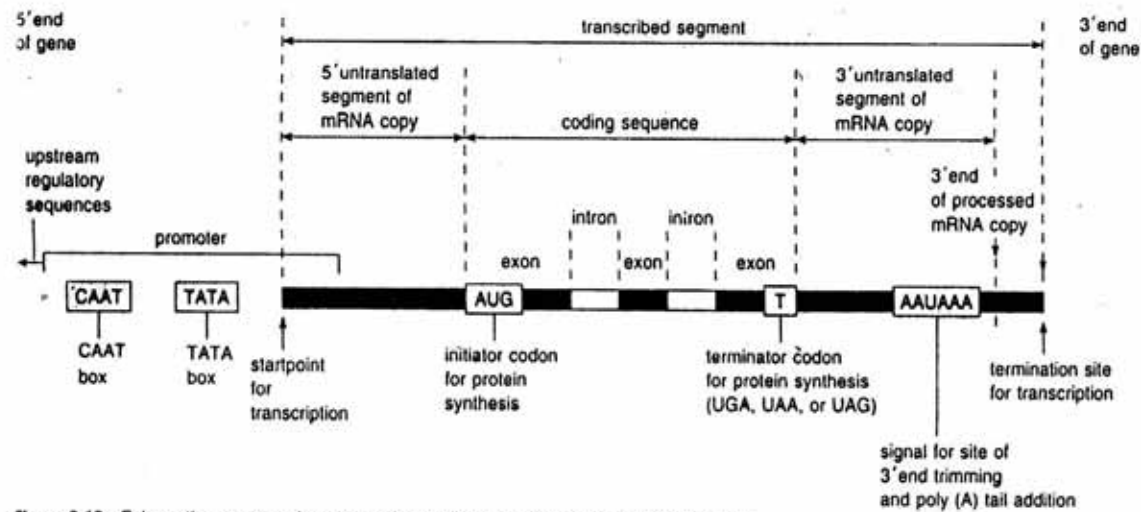 5′end
of gene
transcribed segment
3′end
of gene
5′untranslated
segment of
mRNA copy
coding sequence
3′untranslated
segment of
mRNA copy
upstream
regulatory
sequences
promoter
intron
intron
exon
exon
exon
3′end
of processed
mRNA copy
CAAT
TATA
AUG
T
AAUAAA
CAAT
box
TATA
box
startpoint
for
transcription
initiator codon
for protein
synthesis
terminator codon
for protein synthesis
(UGA, UAA, or UAG)
termination site
for transcription
signal for site of
3′end trimming
and poly (A) tail addition